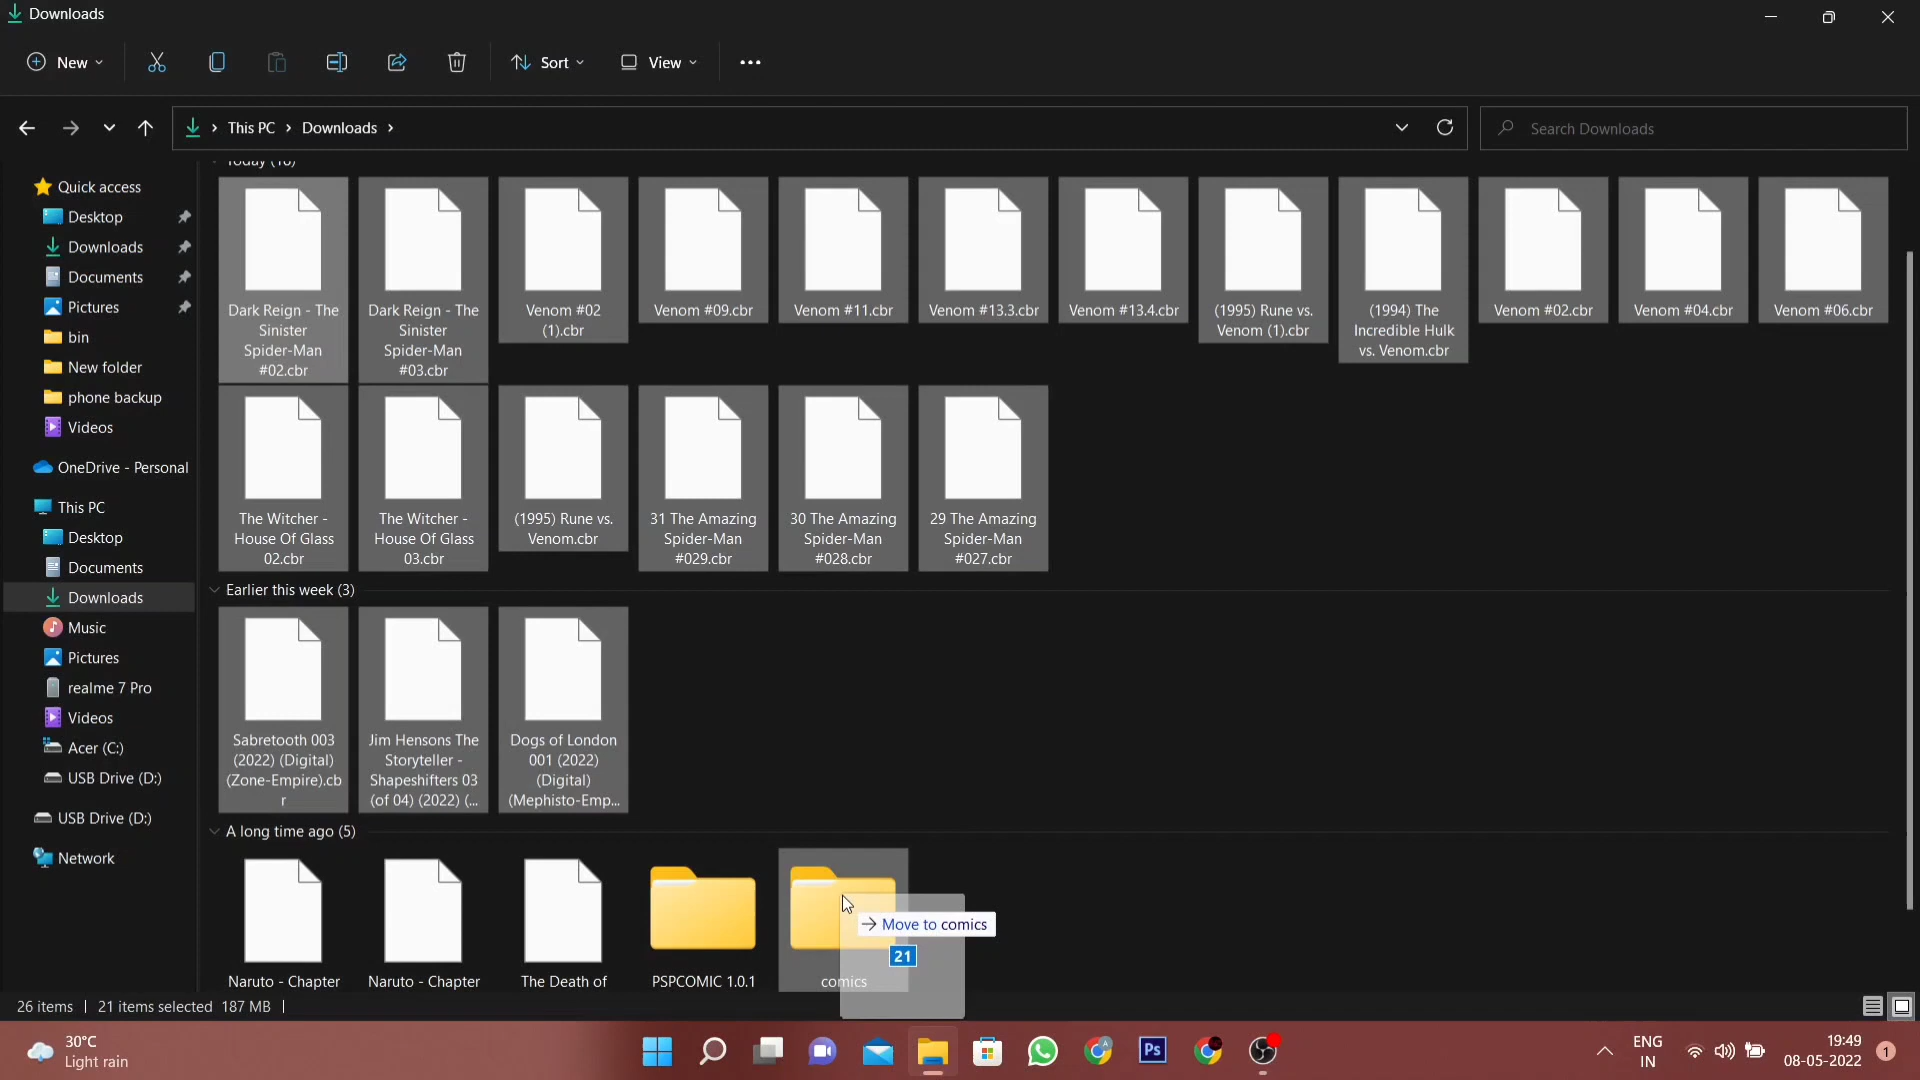 Downloads
New
Sort
View
This PC
Downloads
Search Downloads
Today (18)
Quick access
Desktop
Downloads
Documents
Pictures
bin
New folder
phone backup
Videos
OneDrive - Personal
This PC
Desktop
Documents
Downloads
Music
Pictures
realme 7 Pro
Videos
Acer (C:)
USB Drive (D:)
USB Drive (D:)
Network
Dark Reign - The
Sinister
Spider-Man
#02.cbr
Dark Reign - The
Sinister
Spider-Man
#03.cbr
Venom #02
(1).cbr
Venom #09.cbr
Venom #11.cbr
Venom #13.3.cbr
Venom #13.4.cbr
(1995) Rune vs.
Venom (1).cbr
(1994) The
Incredible Hulk
vs. Venom.cbr
Venom #02.cbr
Venom #04.cbr
Venom #06.cbr
The Witcher -
House Of Glass
02.cbr
The Witcher -
House Of Glass
03.cbr
(1995) Rune vs.
Venom.cbr
31 The Amazing
Spider-Man
#029.cbr
30 The Amazing
Spider-Man
#028.cbr
29 The Amazing
Spider-Man
#027.cbr
Earlier this week (3)
Sabretooth 003
(2022) (Digital)
(Zone-Empire).cb
r
Jim Hensons The
Storyteller -
Shapeshifters 03
(of 04) (2022) (...
Dogs of London
001 (2022)
(Digital)
(Mephisto-Emp...
A long time ago (5)
Naruto - Chapter
Naruto - Chapter
The Death of
PSPCOMIC 1.0.1
comics
Move to comics
21
26 items
21 items selected 187 MB
30°C
Light rain
Ps
ENG
IN
19:49
08-05-2022
1